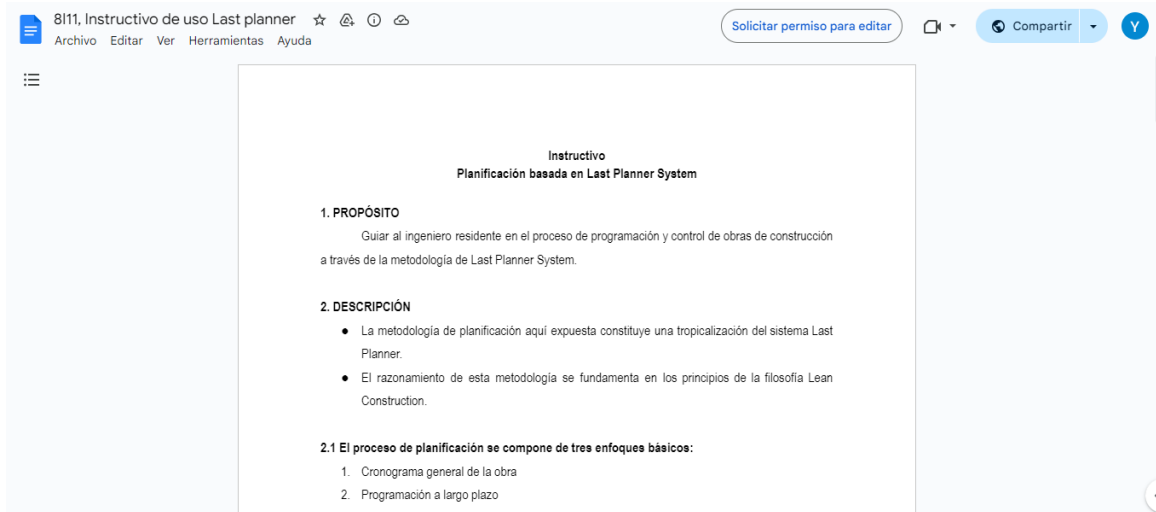 8I11, Instructivo de uso Last planner
Archivo Editar Ver Herramientas Ayuda
Solicitar permiso para editar
Compartir
Y
Instructivo
Planificación basada en Last Planner System
1. PROPÓSITO
Guiar al ingeniero residente en el proceso de programación y control de obras de construcción
a través de la metodología de Last Planner System.
2. DESCRIPCIÓN
● La metodología de planificación aquí expuesta constituye una tropicalización del sistema Last
Planner.
● El razonamiento de esta metodología se fundamenta en los principios de la filosofía Lean
Construction.
2.1 El proceso de planificación se compone de tres enfoques básicos:
1. Cronograma general de la obra
2. Programación a largo plazo